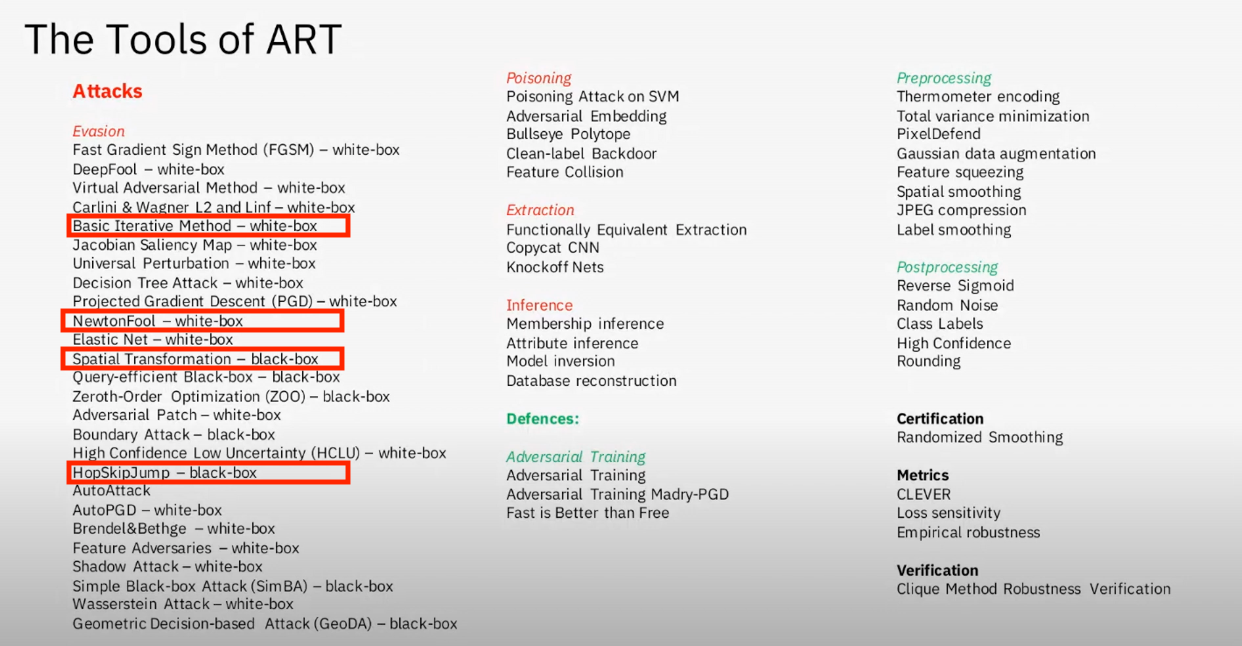 The Tools of ART
Attacks
Evasion
Fast Gradient Sign Method (FGSM) – white-box
DeepFool – white-box
Virtual Adversarial Method – white-box
Carlini & Wagner L2 and Linf – white-box
Basic Iterative Method – white-box
Jacobian Saliency Map – white-box
Universal Perturbation – white-box
Decision Tree Attack – white-box
Projected Gradient Descent (PGD) – white-box
NewtonFool – white-box
Elastic Net – white-box
Spatial Transformation – black-box
Query-efficient Black-box – black-box
Zeroth-Order Optimization (ZOO) – black-box
Adversarial Patch – white-box
Boundary Attack – black-box
High Confidence Low Uncertainty (HCLU) – white-box
HopSkipJump – black-box
AutoAttack
AutoPGD – white-box
Brendel&Bethge – white-box
Feature Adversaries – white-box
Shadow Attack – white-box
Simple Black-box Attack (SimBA) – black-box
Wasserstein Attack – white-box
Geometric Decision-based Attack (GeoDA) – black-box
Poisoning
Poisoning Attack on SVM
Adversarial Embedding
Bullseye Polytope
Clean-label Backdoor
Feature Collision
Extraction
Functionally Equivalent Extraction
Copycat CNN
Knockoff Nets
Inference
Membership inference
Attribute inference
Model inversion
Database reconstruction
Defences:
Adversarial Training
Adversarial Training
Adversarial Training Madry-PGD
Fast is Better than Free
Preprocessing
Thermometer encoding
Total variance minimization
PixelDefend
Gaussian data augmentation
Feature squeezing
Spatial smoothing
JPEG compression
Label smoothing
Postprocessing
Reverse Sigmoid
Random Noise
Class Labels
High Confidence
Rounding
Certification
Randomized Smoothing
Metrics
CLEVER
Loss sensitivity
Empirical robustness
Verification
Clique Method Robustness Verification